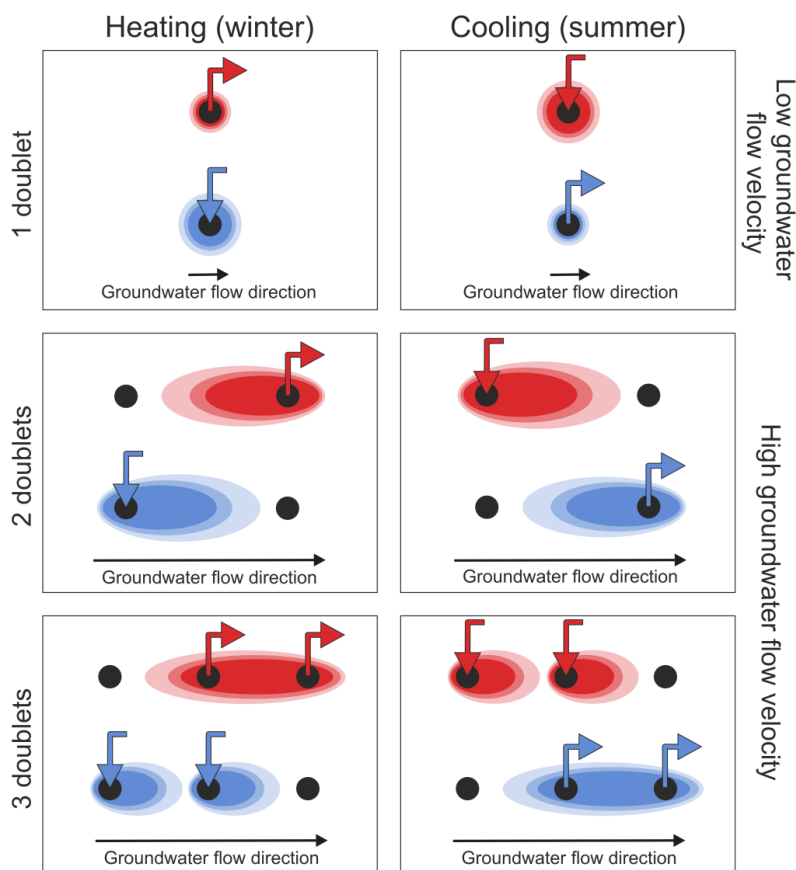 Heating (winter)
Cooling (summer)
1 doublet
Groundwater flow direction
Groundwater flow direction
Low groundwater
flow velocity
2 doublets
Groundwater flow direction
Groundwater flow direction
High groundwater flow velocity
3 doublets
Groundwater flow direction
Groundwater flow direction